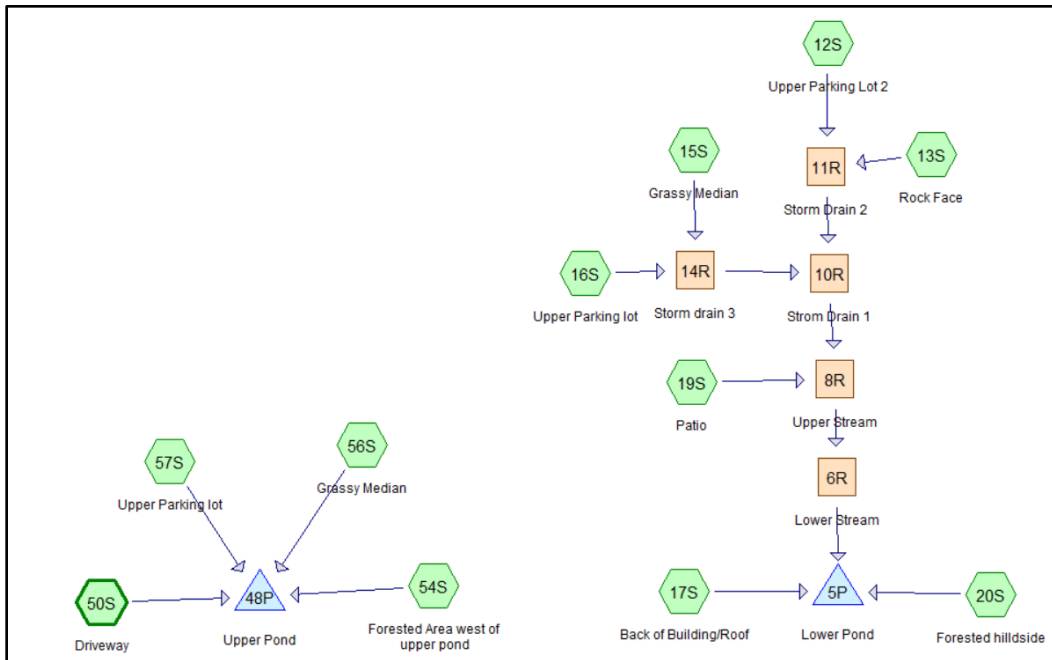 12S
Upper Parking Lot 2
15S
Grassy Median
11R
Storm Drain 2
13S
Rock Face
16S
Upper Parking lot
14R
Storm drain 3
10R
Strom Drain 1
19S
Patio
8R
Upper Stream
57S
Upper Parking lot
56S
Grassy Median
6R
Lower Stream
50S
Driveway
48P
Upper Pond
54S
Forested Area west of
upper pond
17S
Back of Building/Roof
5P
Lower Pond
20S
Forested hilldside